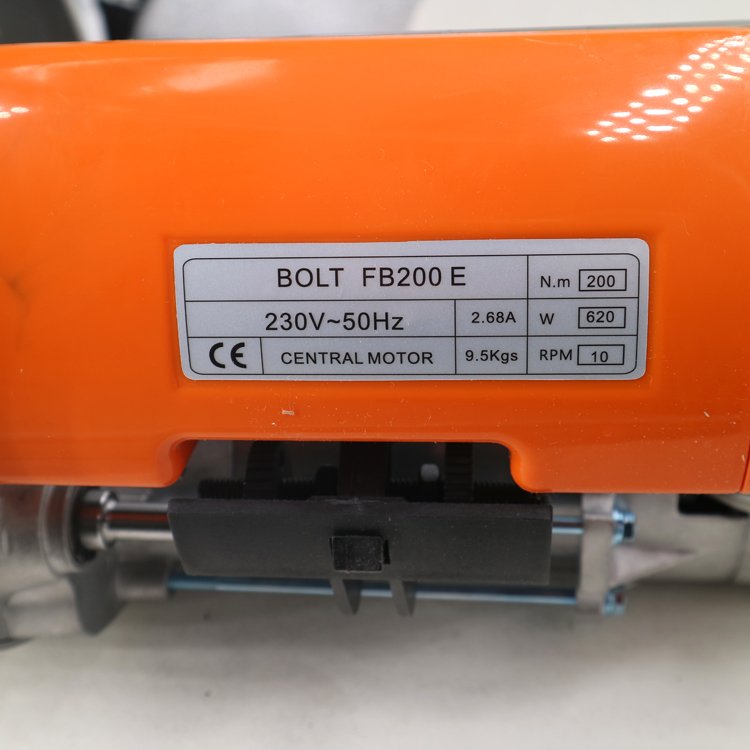 BOLT FB200 E N.m 200
230V~50Hz 2.68A W 620
CE CENTRAL MOTOR 9.5Kgs RPM 10